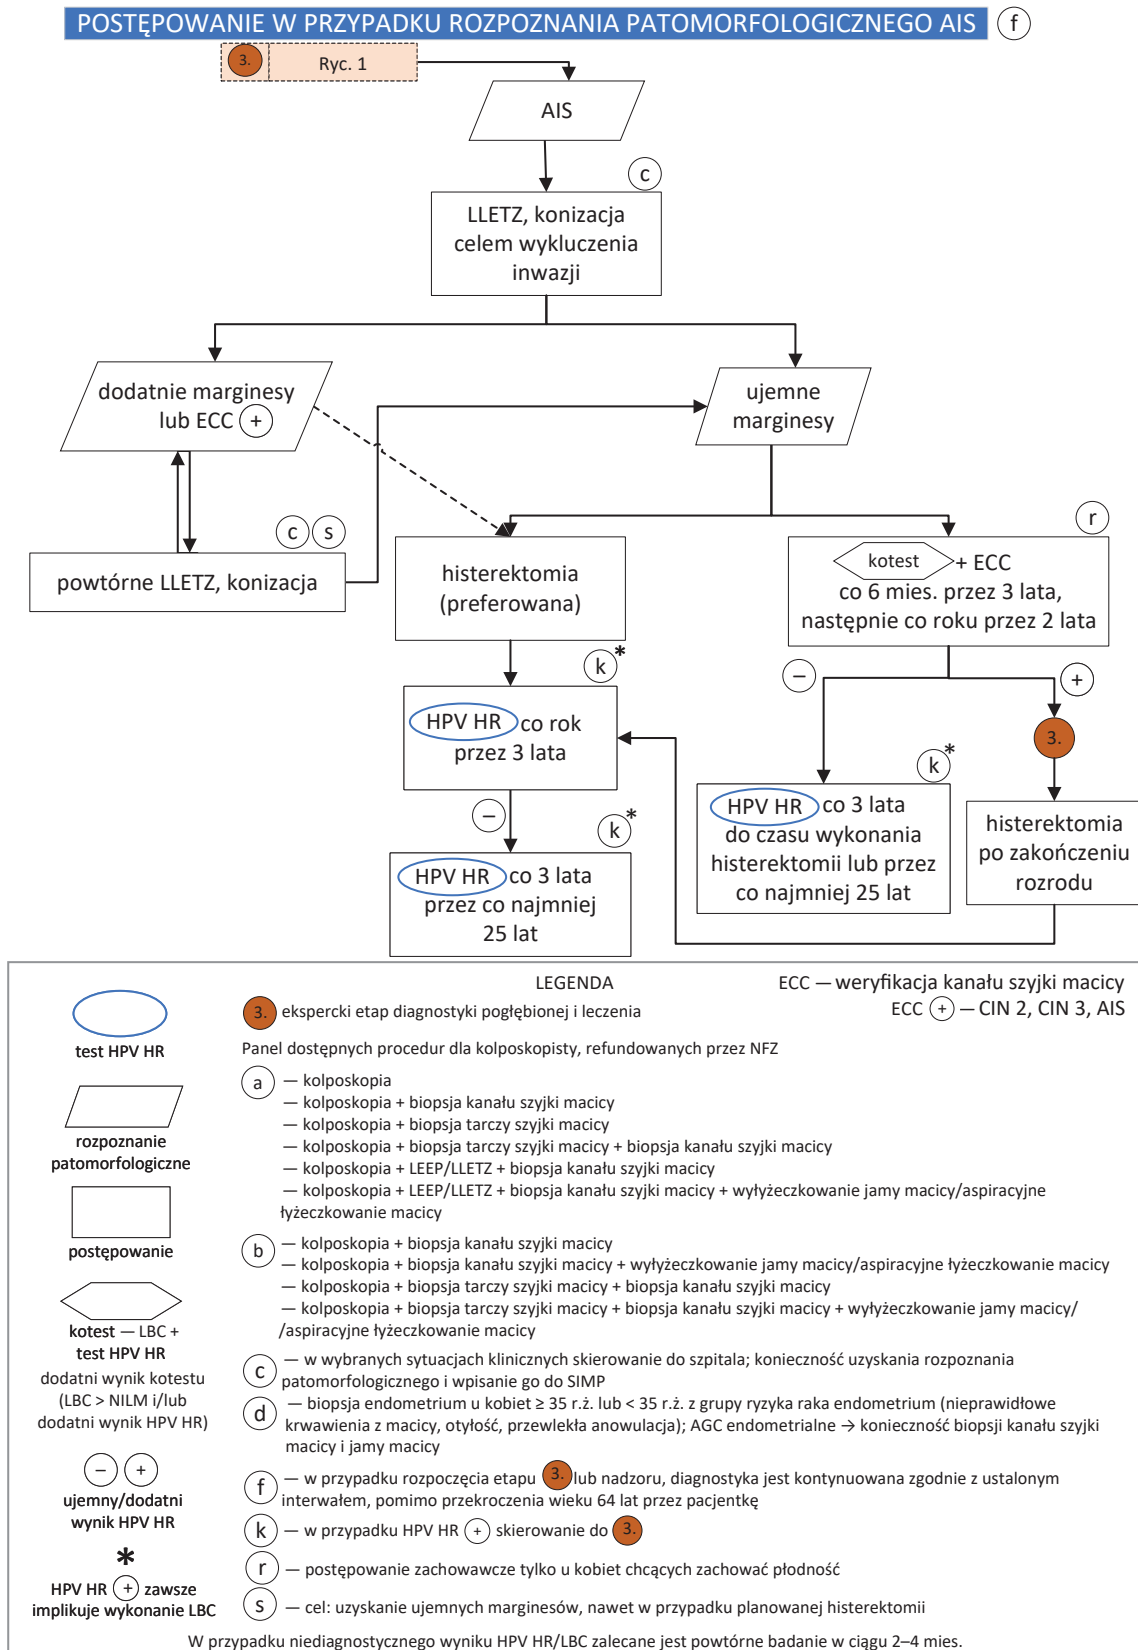 POSTĘPOWANIE W PRZYPADKU ROZPOZNANIA PATOMORFOLOGICZNEGO AIS f
3. Ryc. 1
AIS
c
LLETZ, konizacja
celem wykluczenia
inwazji
dodatnie marginesy
lub ECC +
ujemne
marginesy
c s
powtórne LLETZ, konizacja
histerektomia
(preferowana)
r
kotest + ECC
co 6 mies. przez 3 lata,
następnie co roku przez 2 lata
k*
HPV HR co rok
przez 3 lata
–
+
3.
–
k*
HPV HR co 3 lata
przez co najmniej
25 lat
k*
HPV HR co 3 lata
do czasu wykonania
histerektomii lub przez
co najmniej 25 lat
histerektomia
po zakończeniu
rozrodu
LEGENDA
ECC — weryfikacja kanału szyjki macicy
ECC + — CIN 2, CIN 3, AIS
test HPV HR
rozpoznanie
patomorfologiczne
postępowanie
kotest — LBC +
test HPV HR
dodatni wynik kotestu
(LBC > NILM i/lub
dodatni wynik HPV HR)
– +
ujemny/dodatni
wynik HPV HR
*
HPV HR + zawsze
implikuje wykonanie LBC
3. ekspercki etap diagnostyki pogłębionej i leczenia
Panel dostępnych procedur dla kolposkopisty, refundowanych przez NFZ
a — kolposkopia
— kolposkopia + biopsja kanału szyjki macicy
— kolposkopia + biopsja tarczy szyjki macicy
— kolposkopia + biopsja tarczy szyjki macicy + biopsja kanału szyjki macicy
— kolposkopia + LEEP/LLETZ + biopsja kanału szyjki macicy
— kolposkopia + LEEP/LLETZ + biopsja kanału szyjki macicy + wyłyżeczkowanie jamy macicy/aspiracyjne
łyżeczkowanie macicy
b — kolposkopia + biopsja kanału szyjki macicy
— kolposkopia + biopsja kanału szyjki macicy + wyłyżeczkowanie jamy macicy/aspiracyjne łyżeczkowanie macicy
— kolposkopia + biopsja tarczy szyjki macicy + biopsja kanału szyjki macicy
— kolposkopia + biopsja tarczy szyjki macicy + biopsja kanału szyjki macicy + wyłyżeczkowanie jamy macicy/
/aspiracyjne łyżeczkowanie macicy
c — w wybranych sytuacjach klinicznych skierowanie do szpitala; konieczność uzyskania rozpoznania
patomorfologicznego i wpisanie go do SIMP
d — biopsja endometrium u kobiet ≥ 35 r.ż. lub < 35 r.ż. z grupy ryzyka raka endometrium (nieprawidłowe
krwawienia z macicy, otyłość, przewlekła anowulacja); AGC endometrialne → konieczność biopsji kanału szyjki
macicy i jamy macicy
f — w przypadku rozpoczęcia etapu 3. lub nadzoru, diagnostyka jest kontynuowana zgodnie z ustalonym
interwałem, pomimo przekroczenia wieku 64 lat przez pacjentkę
k — w przypadku HPV HR + skierowanie do 3.
r — postępowanie zachowawcze tylko u kobiet chcących zachować płodność
s — cel: uzyskanie ujemnych marginesów, nawet w przypadku planowanej histerektomii
W przypadku niediagnostycznego wyniku HPV HR/LBC zalecane jest powtórne badanie w ciągu 2–4 mies.